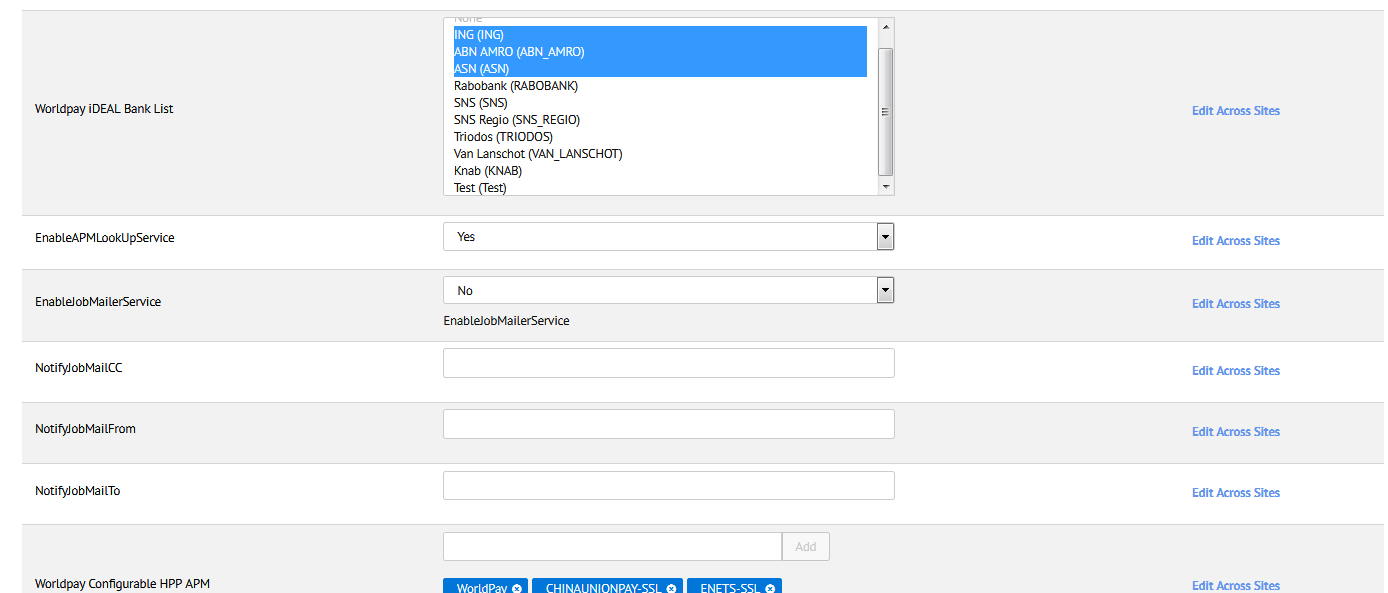 None
ING (ING)
ABN AMRO (ABN_AMRO)
ASN (ASN)
Rabobank (RABOBANK)
SNS (SNS)
Worldpay iDEAL Bank List
Edit Across Sites
SNS Regio (SNS_REGIO)
Triodos (TRIODOS)
Van Lanschot (VAN_LANSCHOT)
Knab (KNAB)
Test (Test)
EnableAPMLookUpService
Yes
Edit Across Sites
EnableJobMailerService
No
Edit Across Sites
EnableJobMailerService
NotifyJobMailCC
Edit Across Sites
NotifyJobMailFrom
Edit Across Sites
NotifyJobMailTo
Edit Across Sites
Add
Worldpay Configurable HPP APM
WorldPay CHINAUNIONPAY-SSL ENETS-SSL
Edit Across Sites